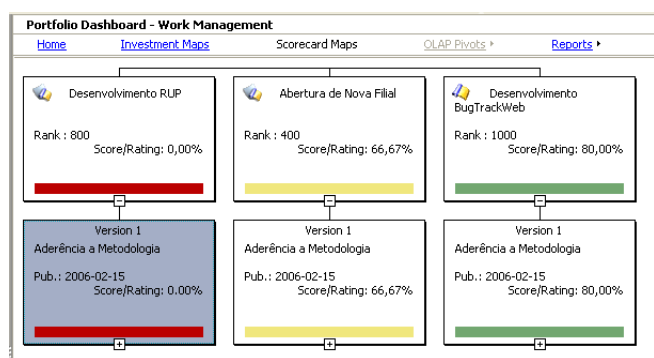 Portfolio Dashboard - Work Management
Home Investment Maps Scorecard Maps OLAP Pivots Reports
Desenvolvimento RUP
Rank : 800
Score/Rating: 0,00%
Abertura de Nova Filial
Rank : 400
Score/Rating: 66,67%
Desenvolvimento
BugTrackWeb
Rank : 1000
Score/Rating: 80,00%
Version 1
Aderência a Metodologia
Pub.: 2006-02-15
Score/Rating: 0.00%
Version 1
Aderência a Metodologia
Pub.: 2006-02-15
Score/Rating: 66,67%
Version 1
Aderência a Metodologia
Pub.: 2006-02-15
Score/Rating: 80,00%